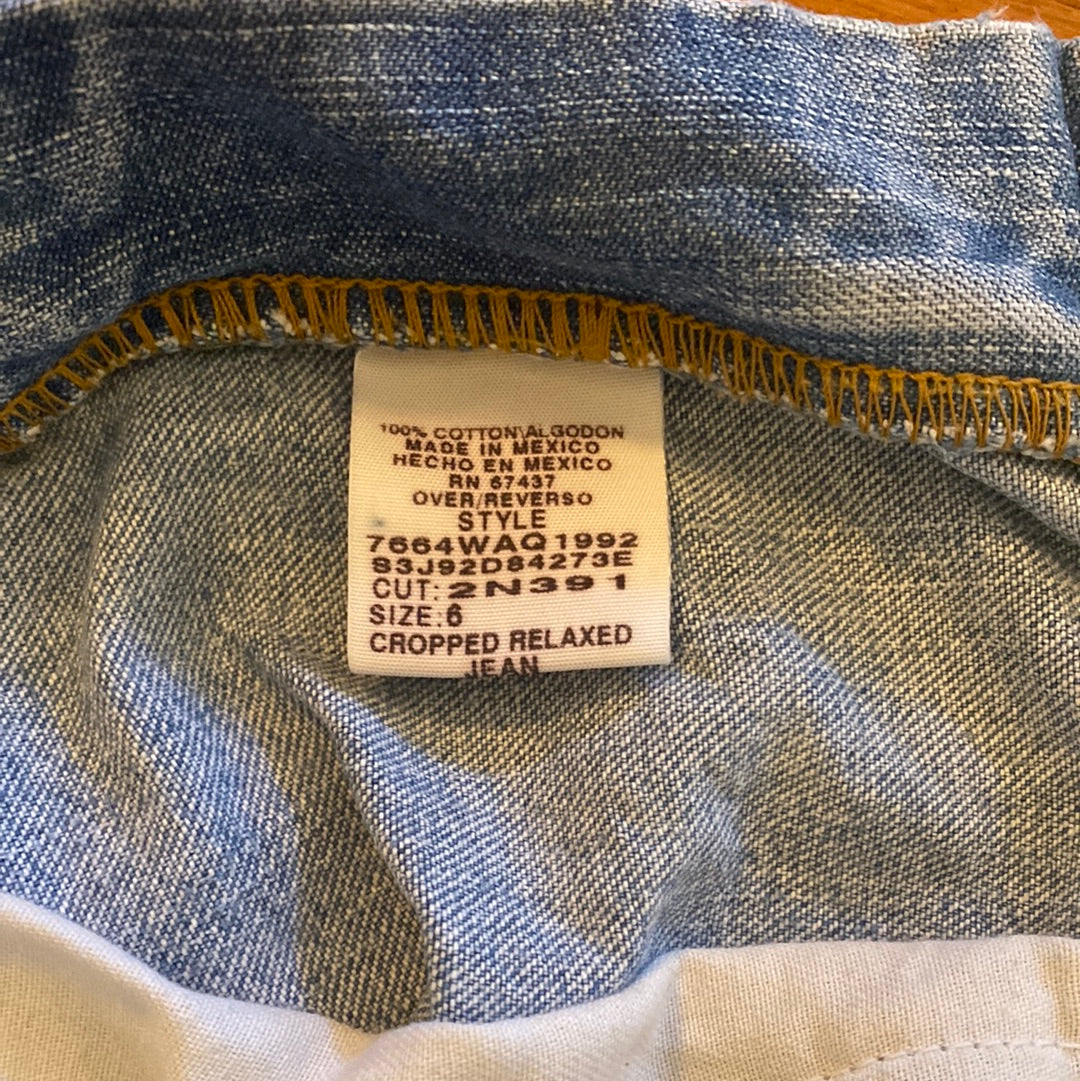 100% COTTON\ALGODON
MADE IN MEXICO
HECHO EN MEXICO
RN 67437
OVER/REVERSO
STYLE
7664WAQ1992
S3J92D84273E
CUT: 2N391
SIZE:6
CROPPED RELAXED
JEAN